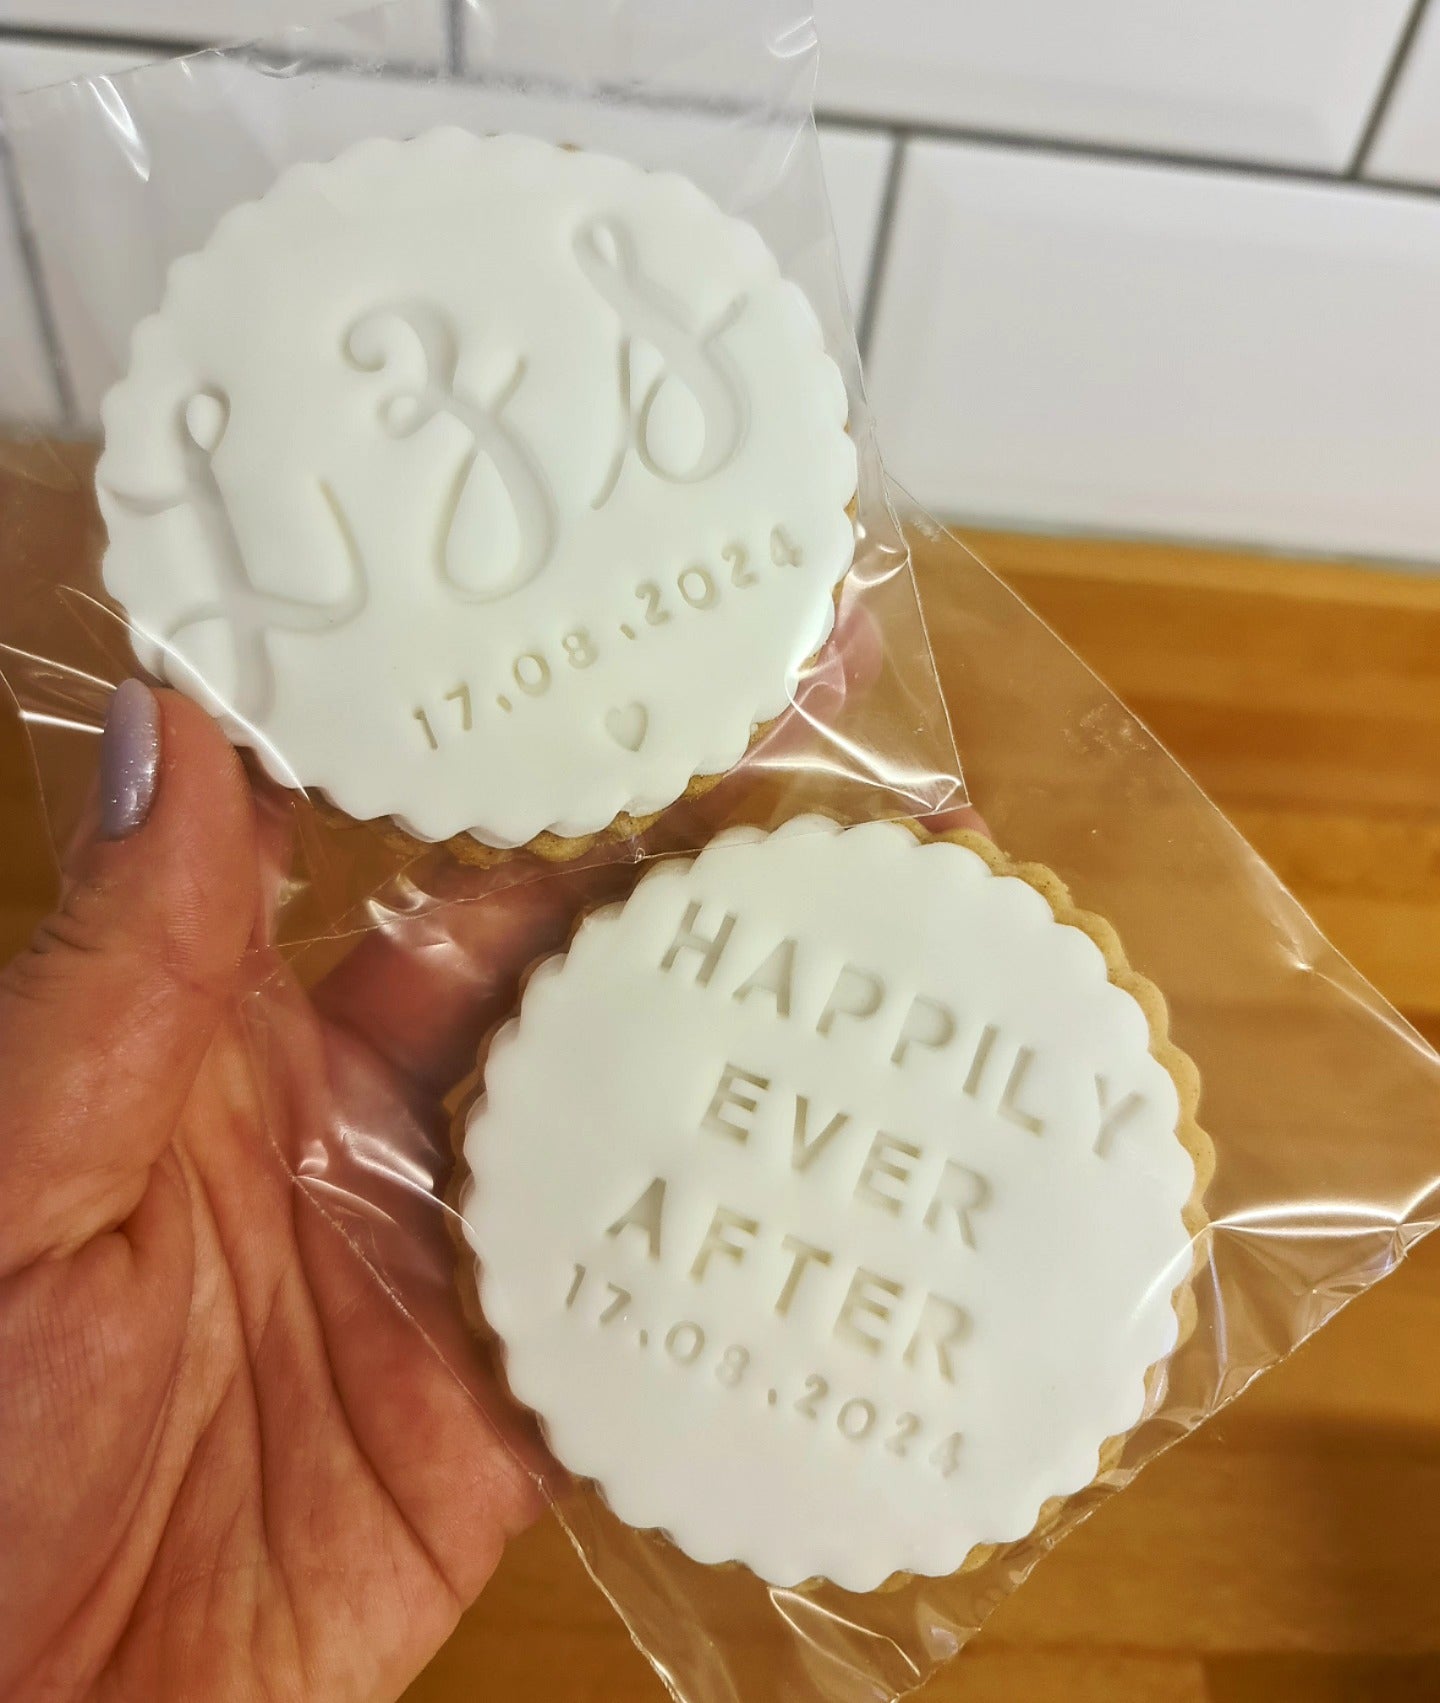 L & S
17.08.2024
HAPPILY
EVER
AFTER
17.08.2024